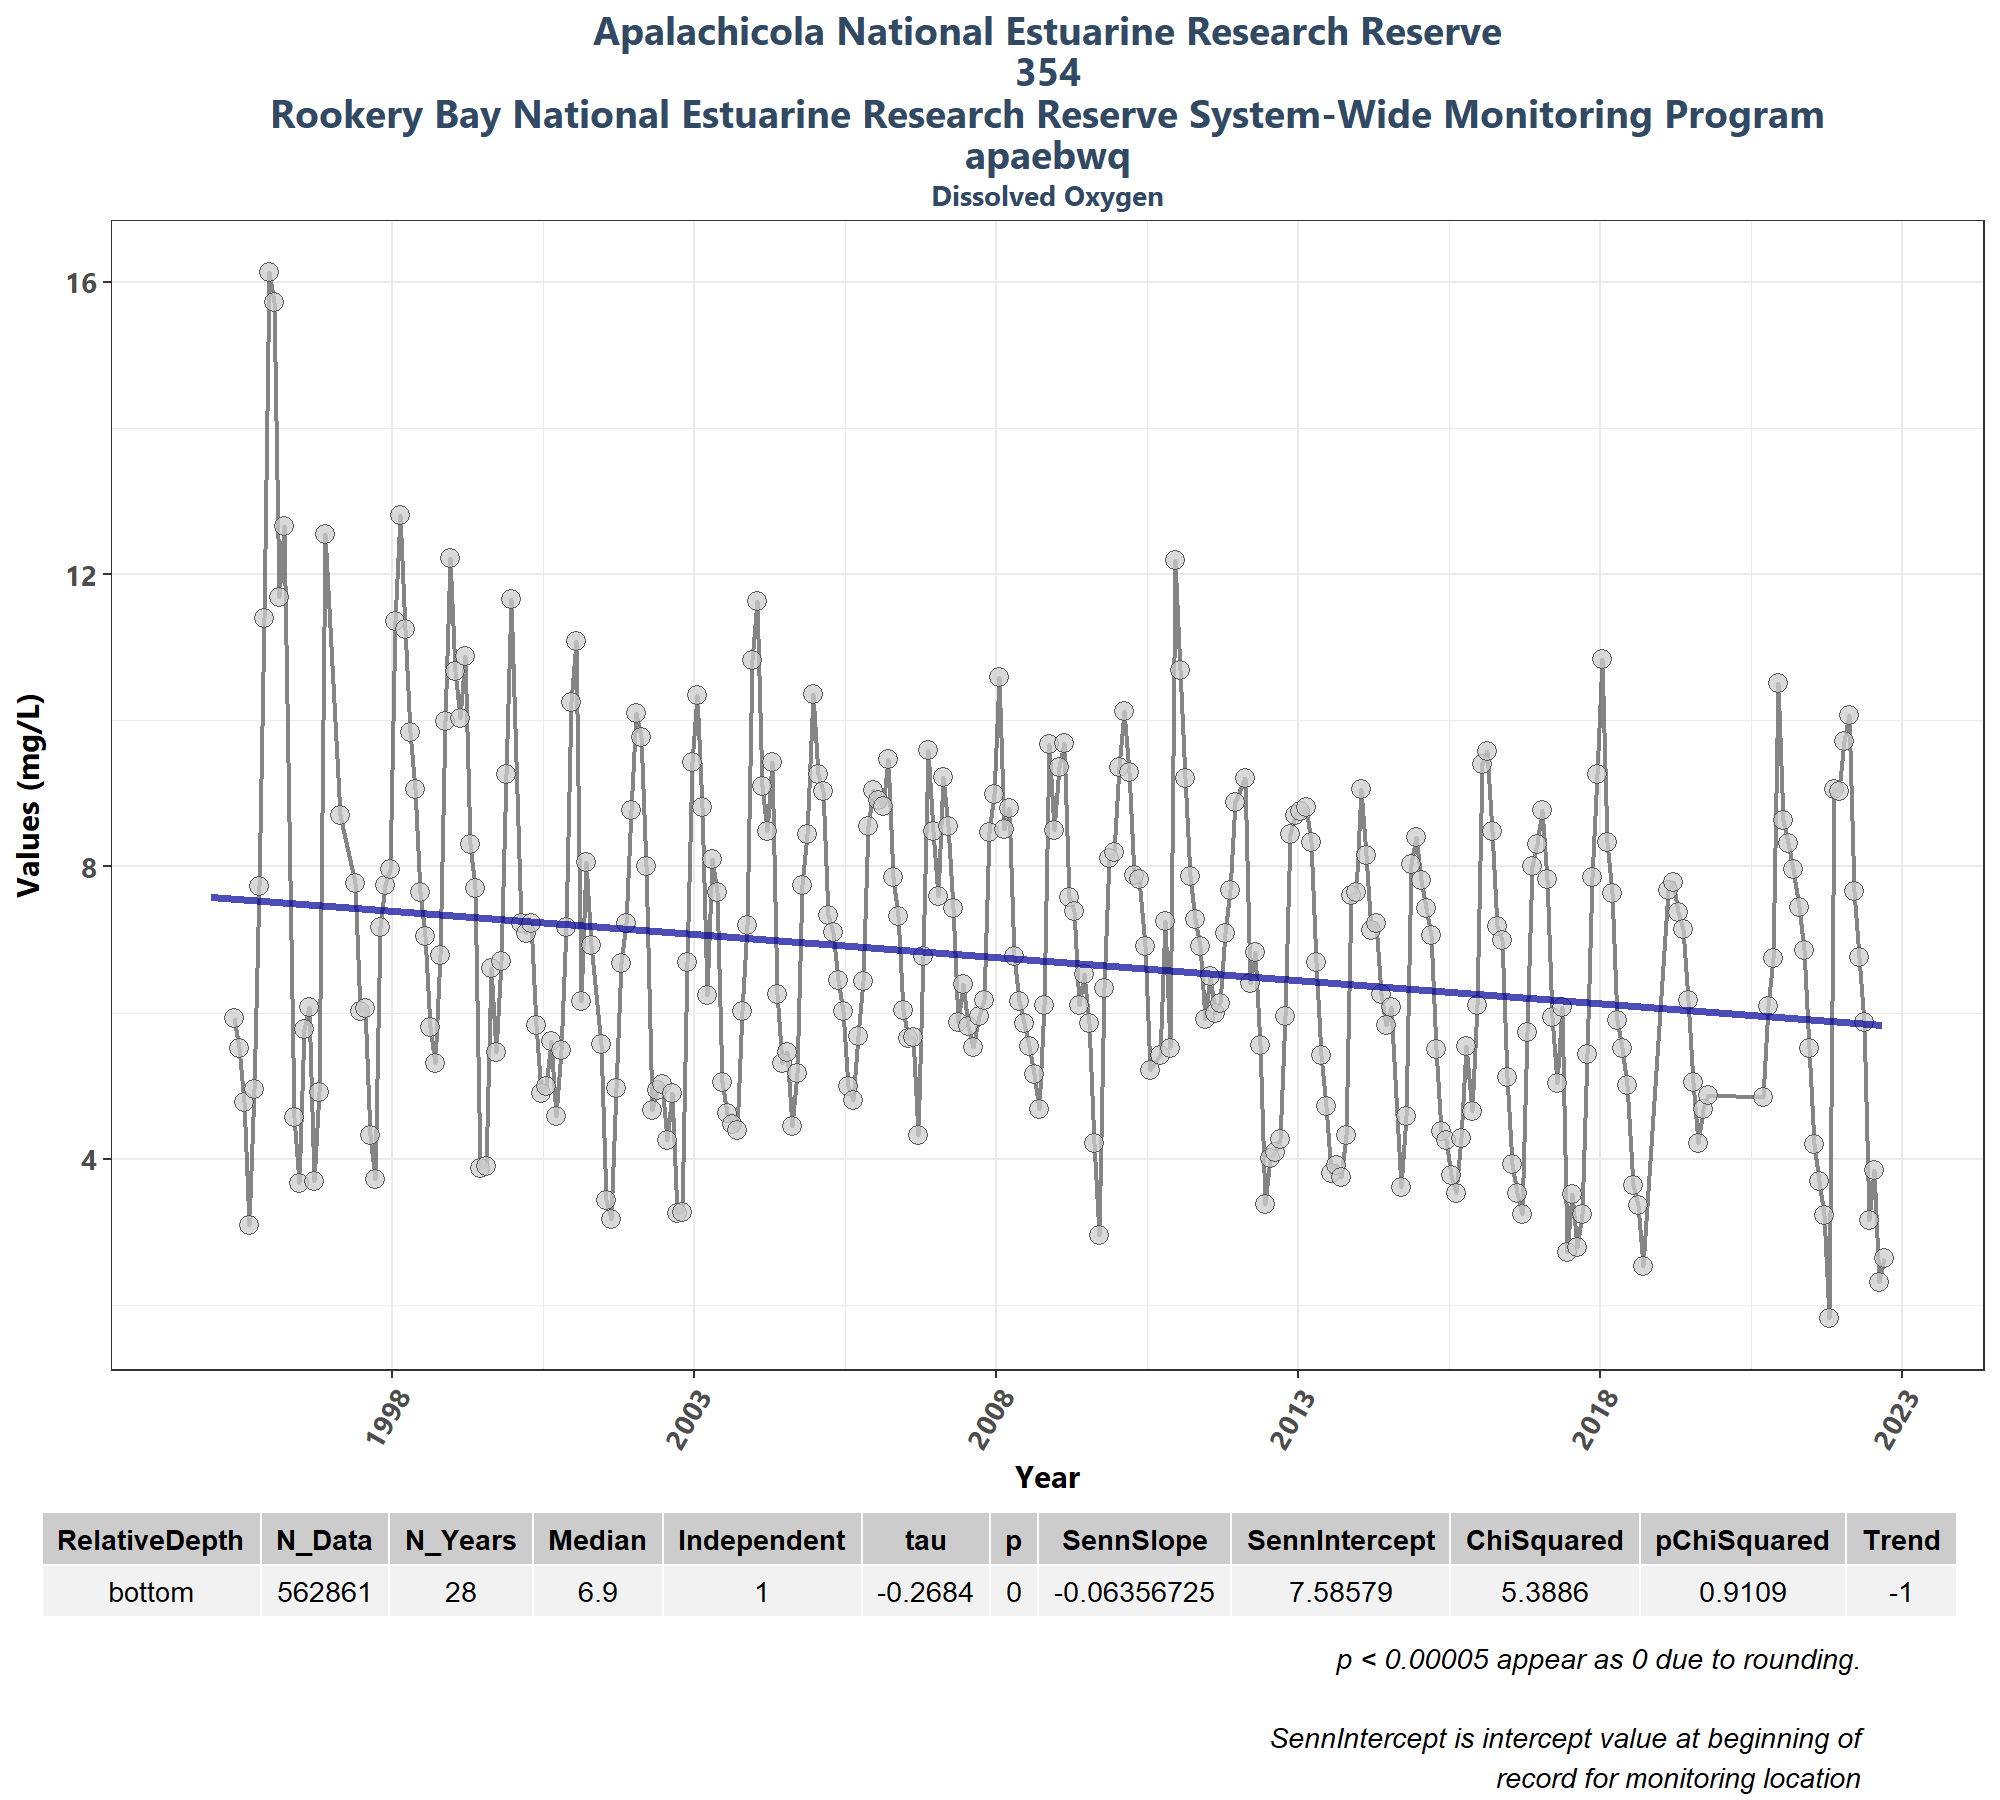 Apalachicola National Estuarine Research Reserve
354
Rookery Bay National Estuarine Research Reserve System-Wide Monitoring Program
apaebwq
Dissolved Oxygen
16
12
8
4
Values (mg/L)
1998 2003 2008 2013 2018 2023
Year
RelativeDepth N_Data N_Years Median Independent tau p SennSlope SennIntercept ChiSquared pChiSquared Trend
bottom 562861 28 6.9 1 -0.2684 0 -0.06356725 7.58579 5.3886 0.9109 -1
p < 0.00005 appear as 0 due to rounding.
SennIntercept is intercept value at beginning of
record for monitoring location